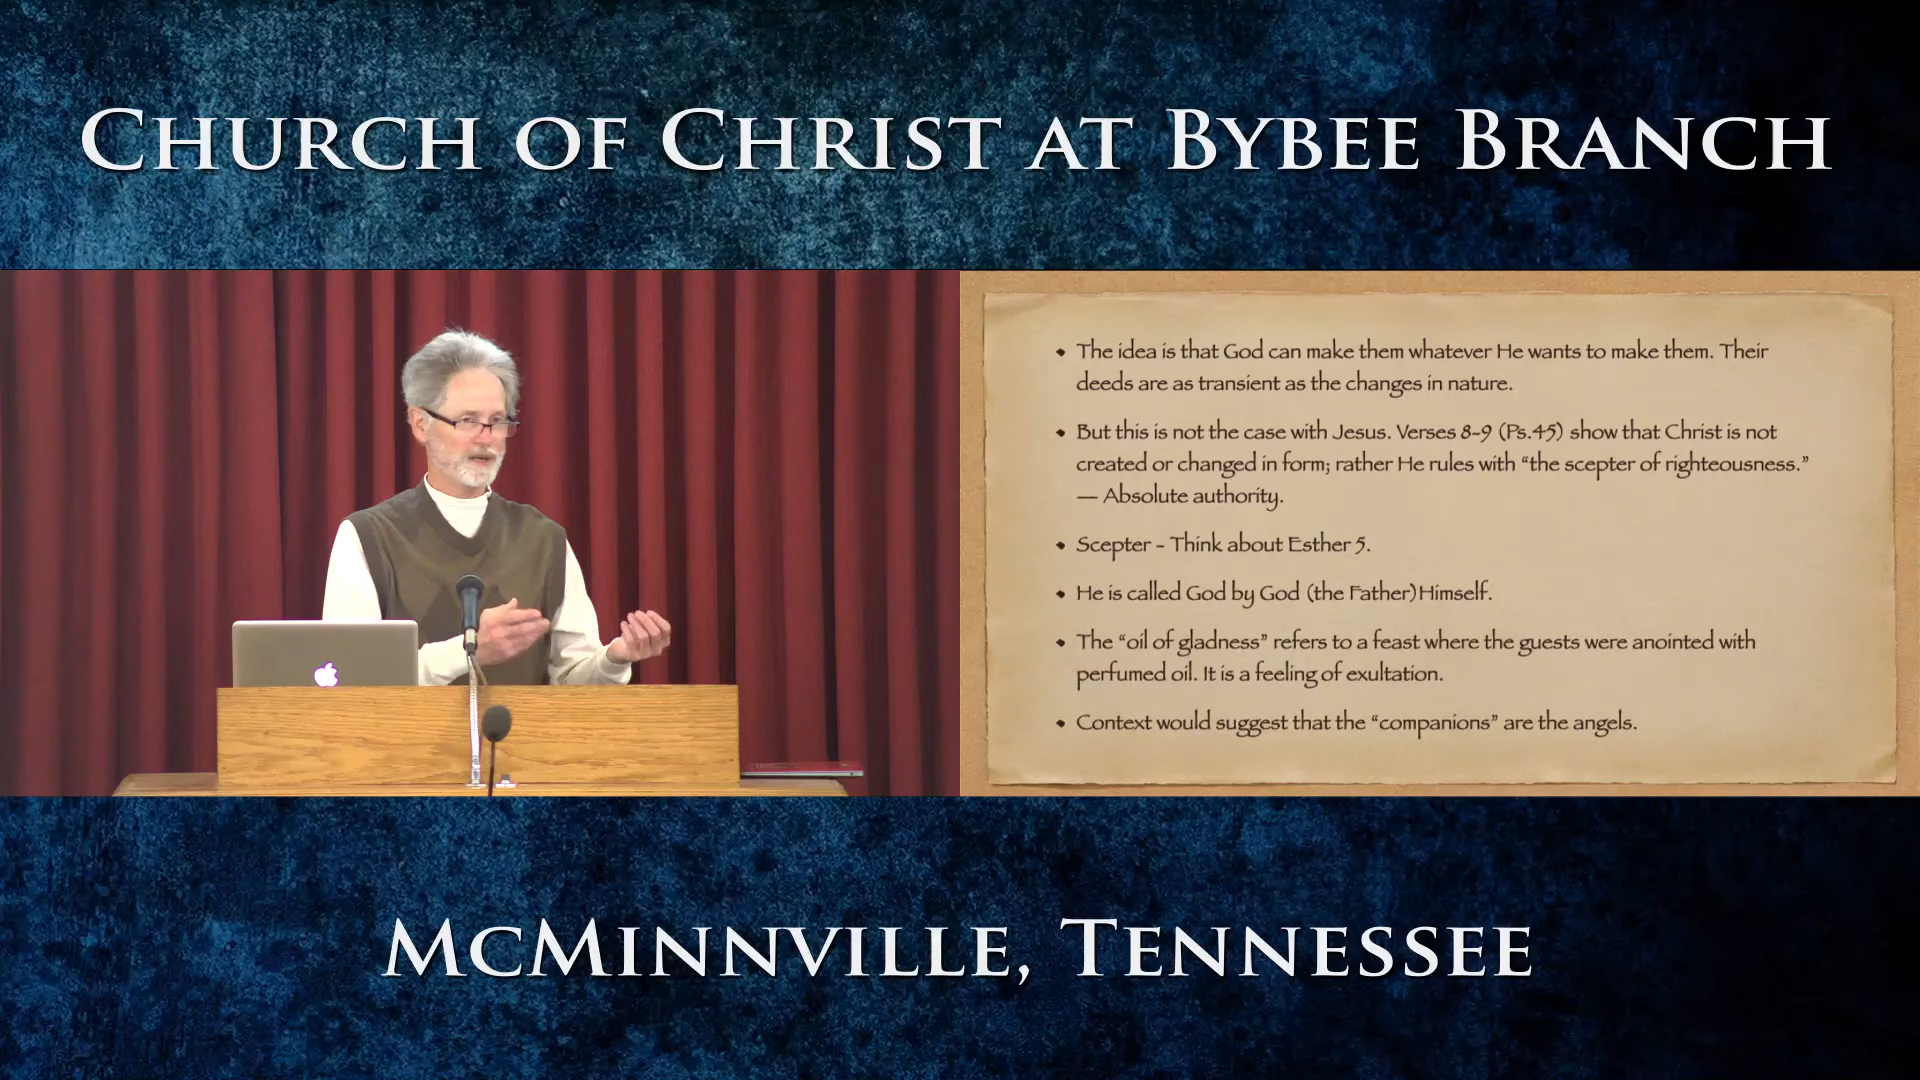 Church of Christ at Bybee Branch
• The idea is that God can make them whatever He wants to make them. Their
deeds are as transient as the changes in nature.
• But this is not the case with Jesus. Verses 8-9 (Ps.45) show that Christ is not
created or changed in form; rather He rules with “the scepter of righteousness.”
— Absolute authority.
• Scepter - Think about Esther 5.
• He is called God by God (the Father)Himself.
• The “oil of gladness” refers to a feast where the guests were anointed with
perfumed oil. It is a feeling of exultation.
• Context would suggest that the “companions” are the angels.
McMinnville, Tennessee